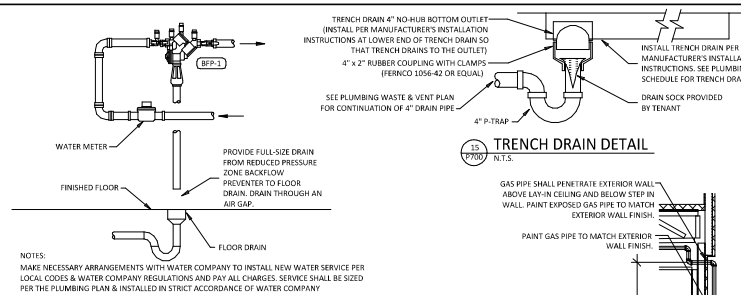 BFP-1
WATER METER
PROVIDE FULL-SIZE DRAIN
FROM REDUCED PRESSURE
ZONE BACKFLOW
PREVENTER TO FLOOR
DRAIN. DRAIN THROUGH AN
AIR GAP.
FINISHED FLOOR
FLOOR DRAIN
NOTES:
MAKE NECESSARY ARRANGEMENTS WITH WATER COMPANY TO INSTALL NEW WATER SERVICE PER
LOCAL CODES & WATER COMPANY REGULATIONS AND PAY ALL CHARGES. SERVICE SHALL BE SIZED
PER THE PLUMBING PLAN & INSTALLED IN STRICT ACCORDANCE OF WATER COMPANY
TRENCH DRAIN 4" NO-HUB BOTTOM OUTLET
(INSTALL PER MANUFACTURER'S INSTALLATION
INSTRUCTIONS AT LOWER END OF TRENCH DRAIN SO
THAT TRENCH DRAINS TO THE OUTLET)
4" x 2" RUBBER COUPLING WITH CLAMPS
(FERNCO 1056-42 OR EQUAL)
SEE PLUMBING WASTE & VENT PLAN
FOR CONTINUATION OF 4" DRAIN PIPE
4" P-TRAP
INSTALL TRENCH DRAIN PER
MANUFACTURER'S INSTALLA
INSTRUCTIONS. SEE PLUMBIN
SCHEDULE FOR TRENCH DRA
DRAIN SOCK PROVIDED
BY TENANT
15
P700
TRENCH DRAIN DETAIL
N.T.S.
GAS PIPE SHALL PENETRATE EXTERIOR WALL
ABOVE LAY-IN CEILING AND BELOW STEP IN
WALL. PAINT EXPOSED GAS PIPE TO MATCH
EXTERIOR WALL FINISH.
PAINT GAS PIPE TO MATCH EXTERIOR
WALL FINISH.